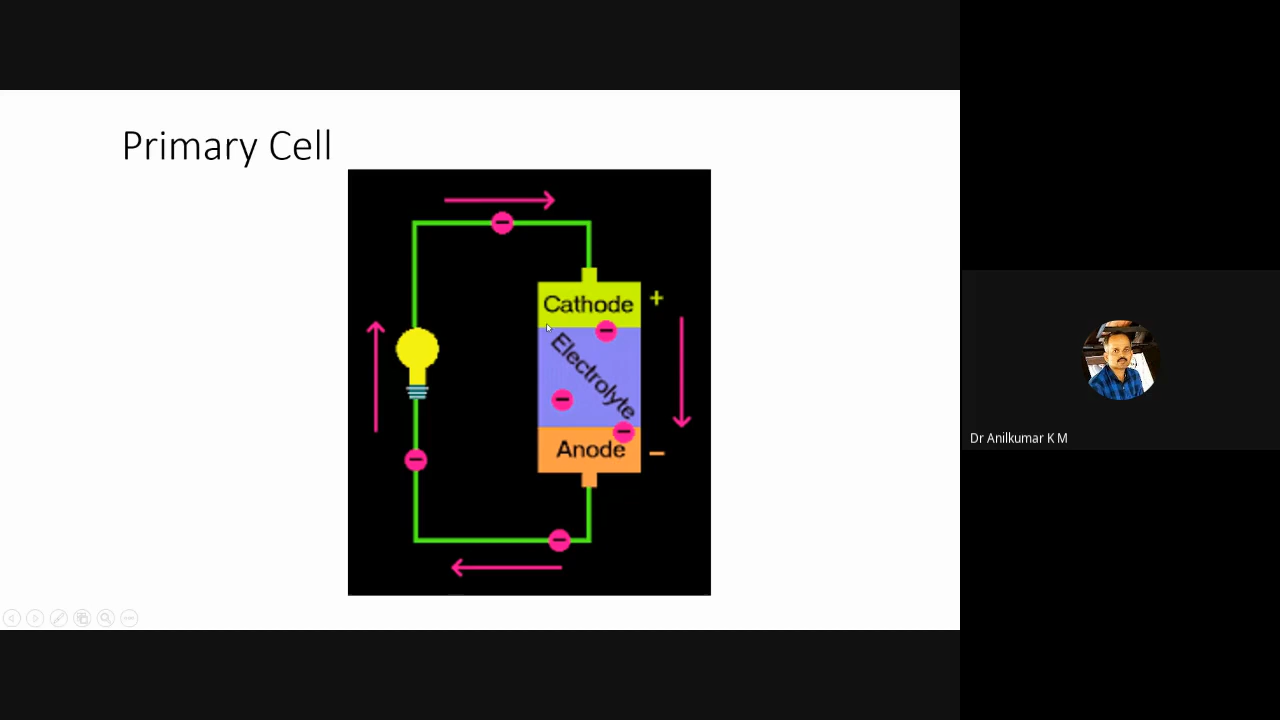 Primary Cell
Cathode +
Electrolyte
Anode −
Dr Anilkumar K M